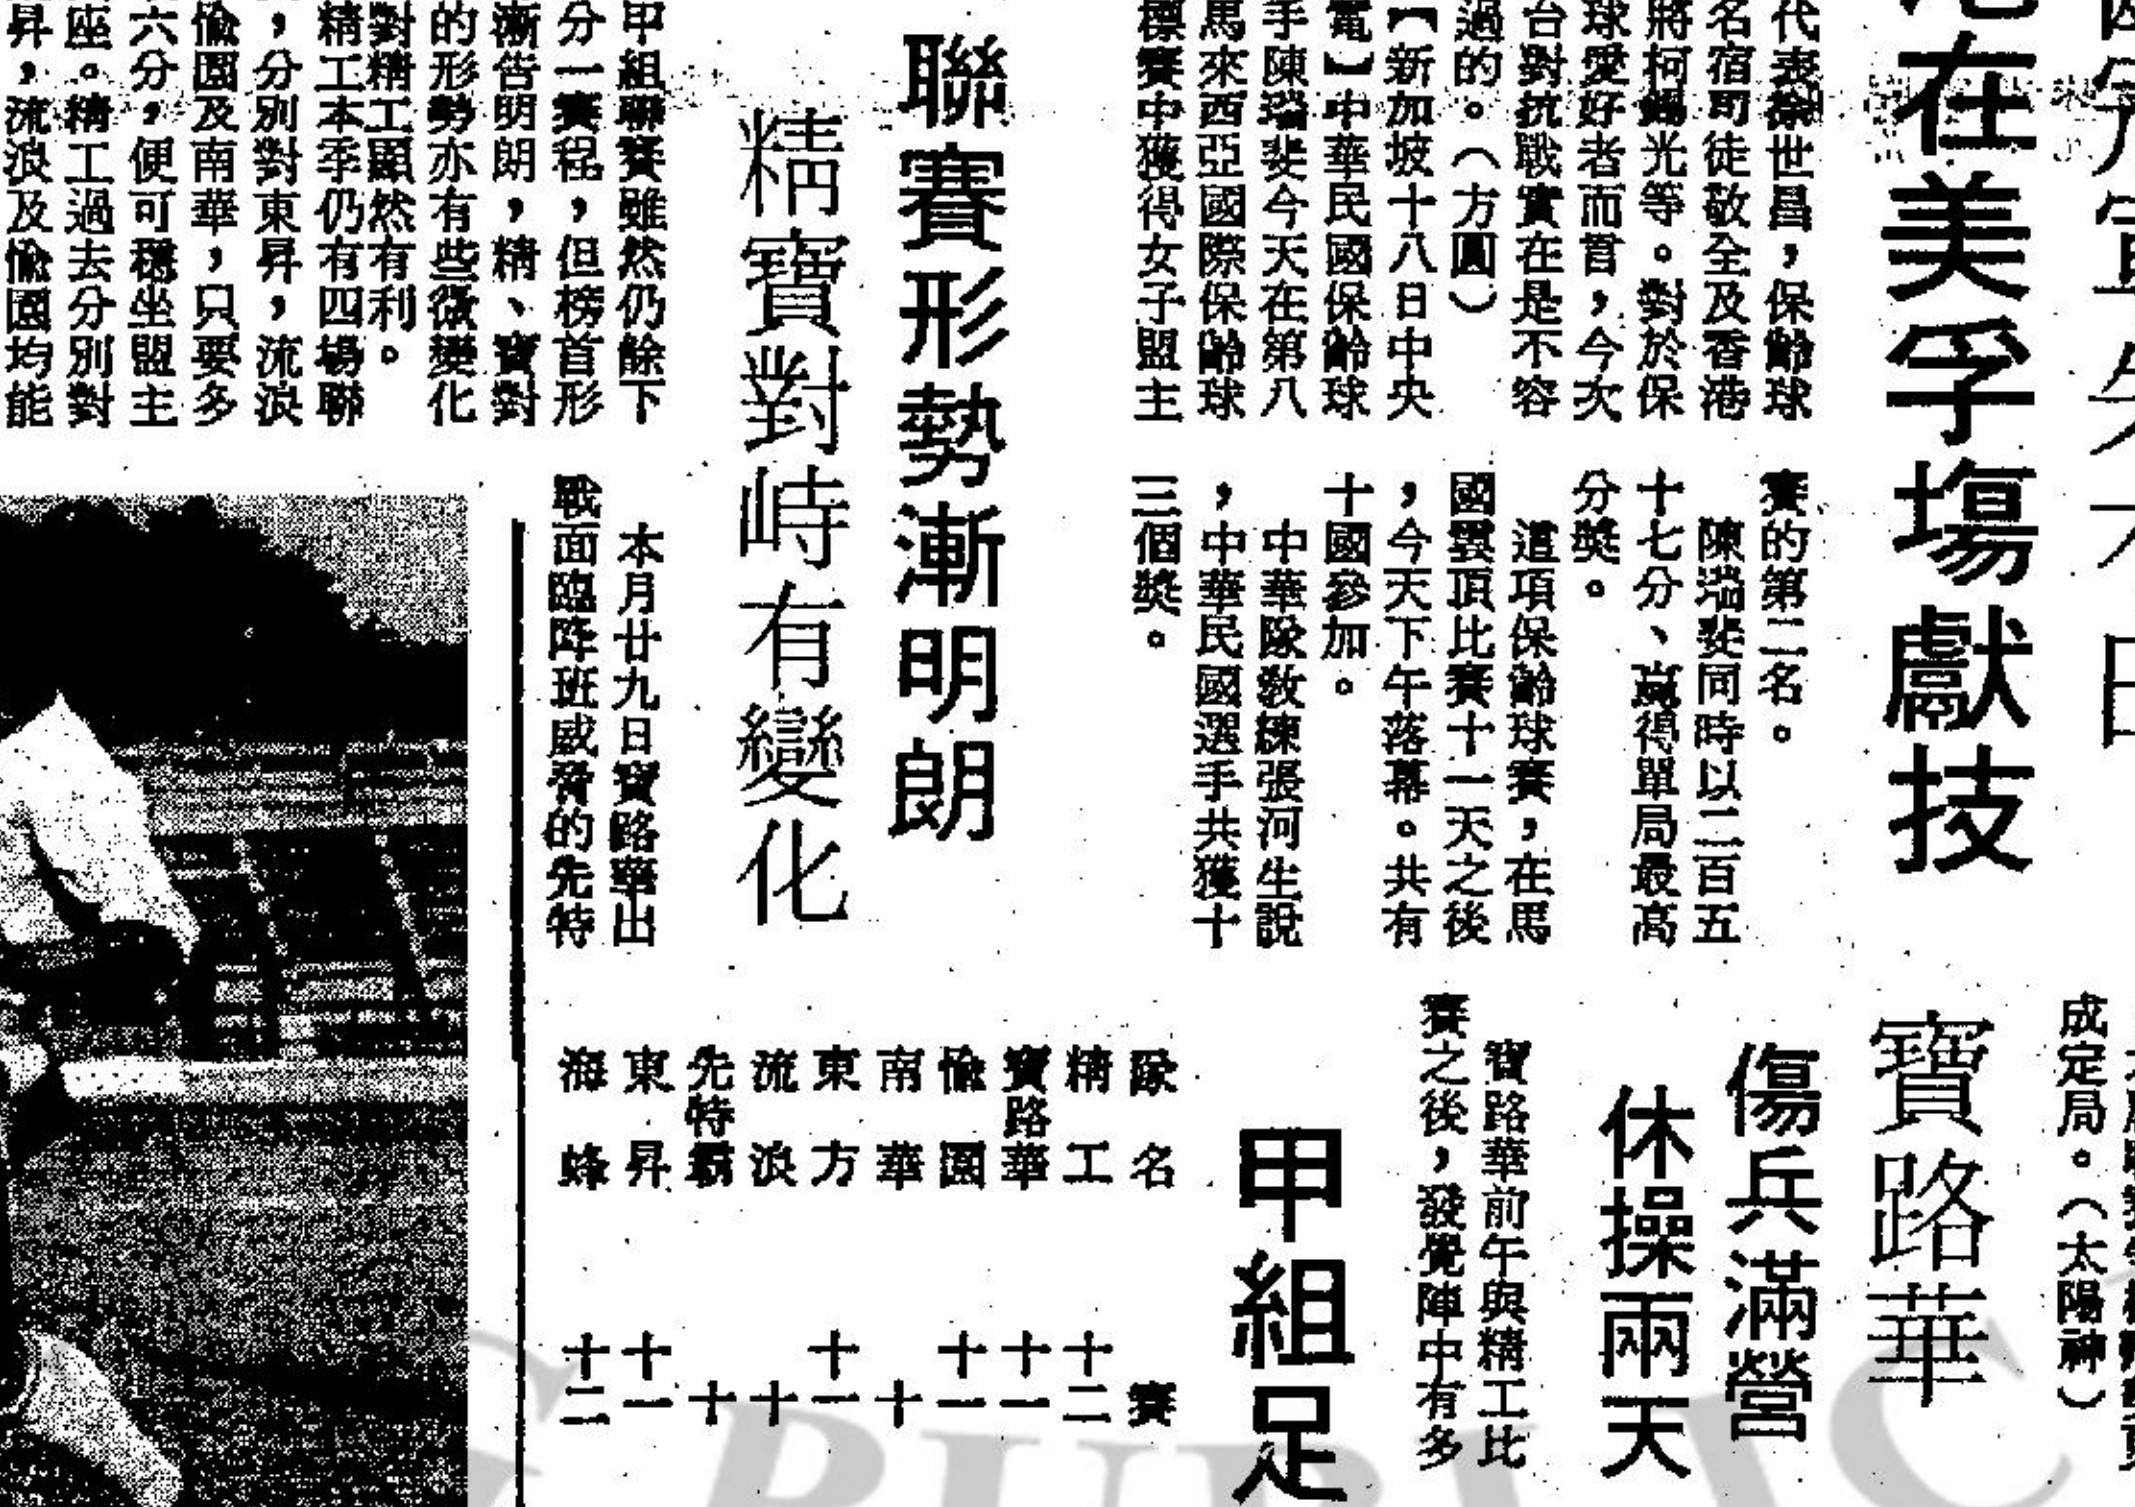 在美孚場獻技
代表徐世昌，保齡球
名宿司徒敬全及香港
將柯錫光等。對於保
球愛好者而言，今次
台對抗戰實在是不容
過的。（方圓）
【新加坡十八日中央
電】中華民國保齡球
手陳瑞斐今天在第八
馬來西亞國際保齡球
標賽中獲得女子盟主
賽的第二名。
陳瑞斐同時以二百五
十七分、贏得單局最高
分獎。
這項保齡球賽，在馬
國雲頂比賽十一天之後
，今天下午落幕。共有
十國參加。
中華隊教練張河生說
，中華民國選手共獲十
三個獎。
聯賽形勢漸明朗
精寶對峙有變化
甲組聯賽雖然仍餘下
分一賽程，但榜首形
漸告明朗，精、寶對
的形勢亦有些微變化
對精工顯然有利。
精工本季仍有四場聯
，分別對東昇，流浪
愉園及南華，只要多
六分，便可穩坐盟主
座。精工過去分別對
昇，流浪及愉園均能
本月廿九日寶路華出
戰面臨降班威脅的先特
成定局。（太陽神）
寶路華
傷兵滿營
休操兩天
寶路華前午與精工比
賽之後，發覺陣中有多
甲組足
隊名 賽
精工 十二
寶路華 十一
愉園 十一
南華 十
東方 十一
流浪 十
先特霸 十
東昇 十一
海蜂 十二